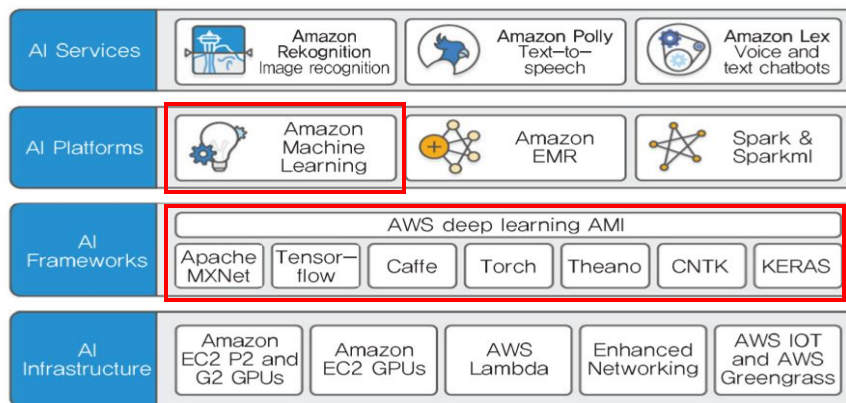 AI Services
Amazon
Rekognition
Image recognition
Amazon Polly
Text-to-
speech
Amazon Lex
Voice and
text chatbots
AI Platforms
Amazon
Machine
Learning
Amazon
EMR
Spark &
Sparkml
AI
Frameworks
AWS deep learning AMI
Apache
MXNet
Tensor-
flow
Caffe
Torch
Theano
CNTK
KERAS
AI
Infrastructure
Amazon
EC2 P2 and
G2 GPUs
Amazon
EC2 GPUs
AWS
Lambda
Enhanced
Networking
AWS IOT
and AWS
Greengrass